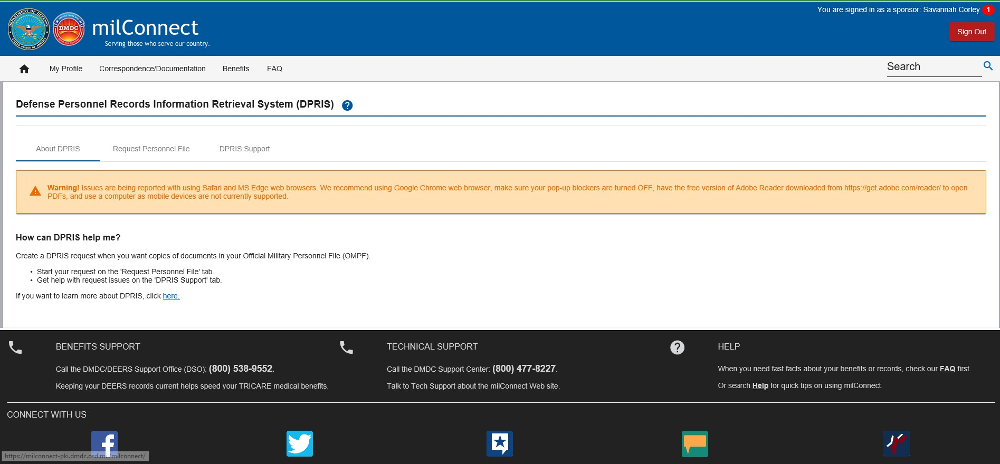 You are signed in as a sponsor: Savannah Corley 1
DEPARTMENT OF DEFENSE
UNITED STATES OF AMERICA
DMDC
milConnect
Serving those who serve our country.
Sign Out
My Profile Correspondence/Documentation Benefits FAQ
Search
Defense Personnel Records Information Retrieval System (DPRIS) ?
About DPRIS Request Personnel File DPRIS Support
Warning! Issues are being reported with using Safari and MS Edge web browsers. We recommend using Google Chrome web browser, make sure your pop-up blockers are turned OFF, have the free version of Adobe Reader downloaded from https://get.adobe.com/reader/ to open
PDFs, and use a computer as mobile devices are not currently supported.
How can DPRIS help me?
Create a DPRIS request when you want copies of documents in your Official Military Personnel File (OMPF).
• Start your request on the 'Request Personnel File' tab.
• Get help with request issues on the 'DPRIS Support' tab.
If you want to learn more about DPRIS, click here.
BENEFITS SUPPORT
Call the DMDC/DEERS Support Office (DSO): (800) 538-9552.
Keeping your DEERS records current helps speed your TRICARE medical benefits.
TECHNICAL SUPPORT
Call the DMDC Support Center: (800) 477-8227.
Talk to Tech Support about the milConnect Web site.
? HELP
When you need fast facts about your benefits or records, check our FAQ first.
Or search Help for quick tips on using milConnect.
CONNECT WITH US
f
https://milconnect-pki.dmdc.osd.mil/milconnect/